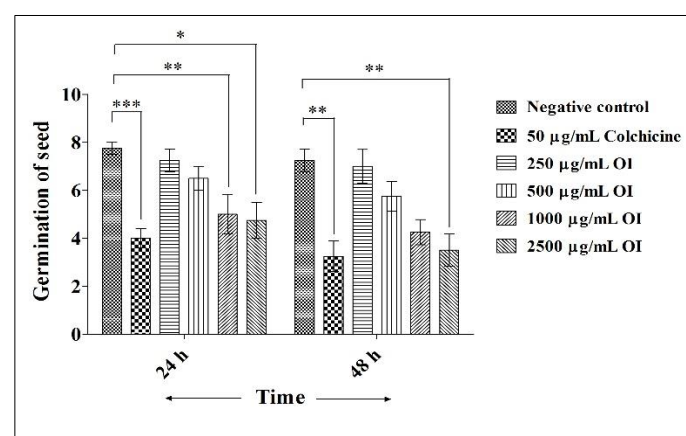 *
**
**
***
**
10
8
6
4
2
0
Germination of seed
24 h
48 h
Time
Negative control
50 µg/mL Colchicine
250 µg/mL OI
500 µg/mL OI
1000 µg/mL OI
2500 µg/mL OI